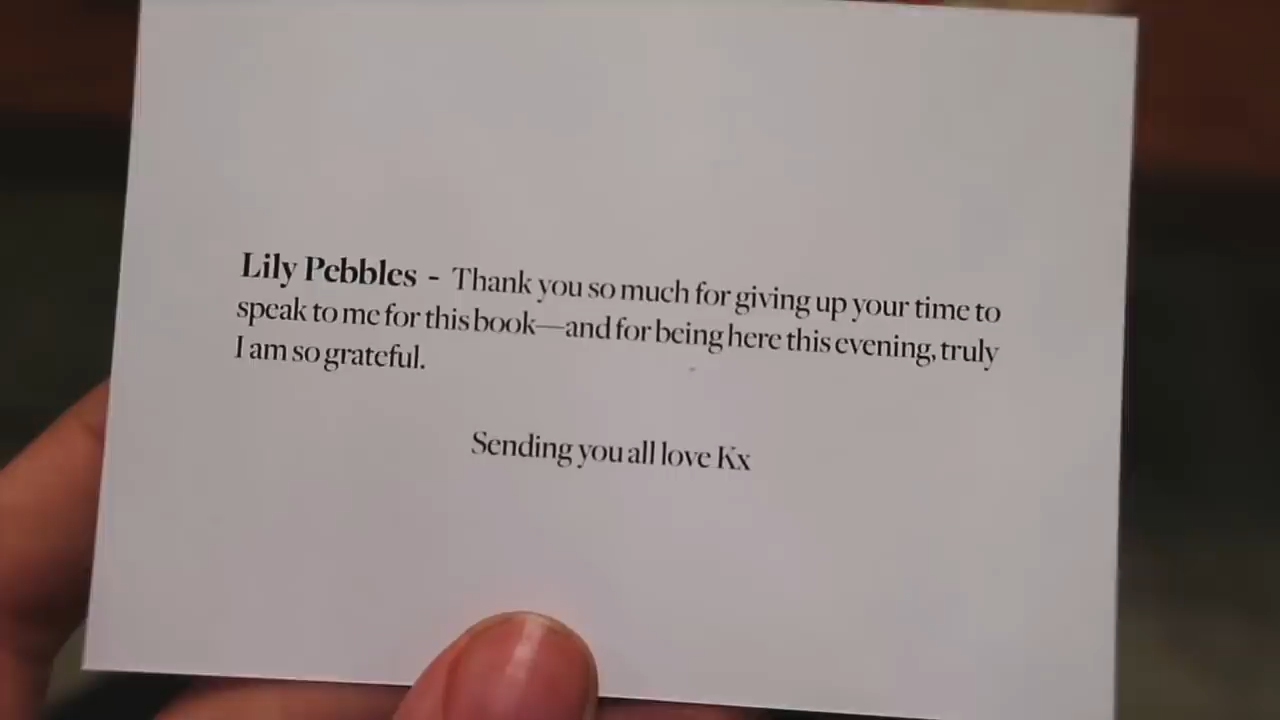 Lily Pebbles - Thank you so much for giving up your time to
speak to me for this book—and for being here this evening, truly
I am so grateful.
Sending you all love Kx